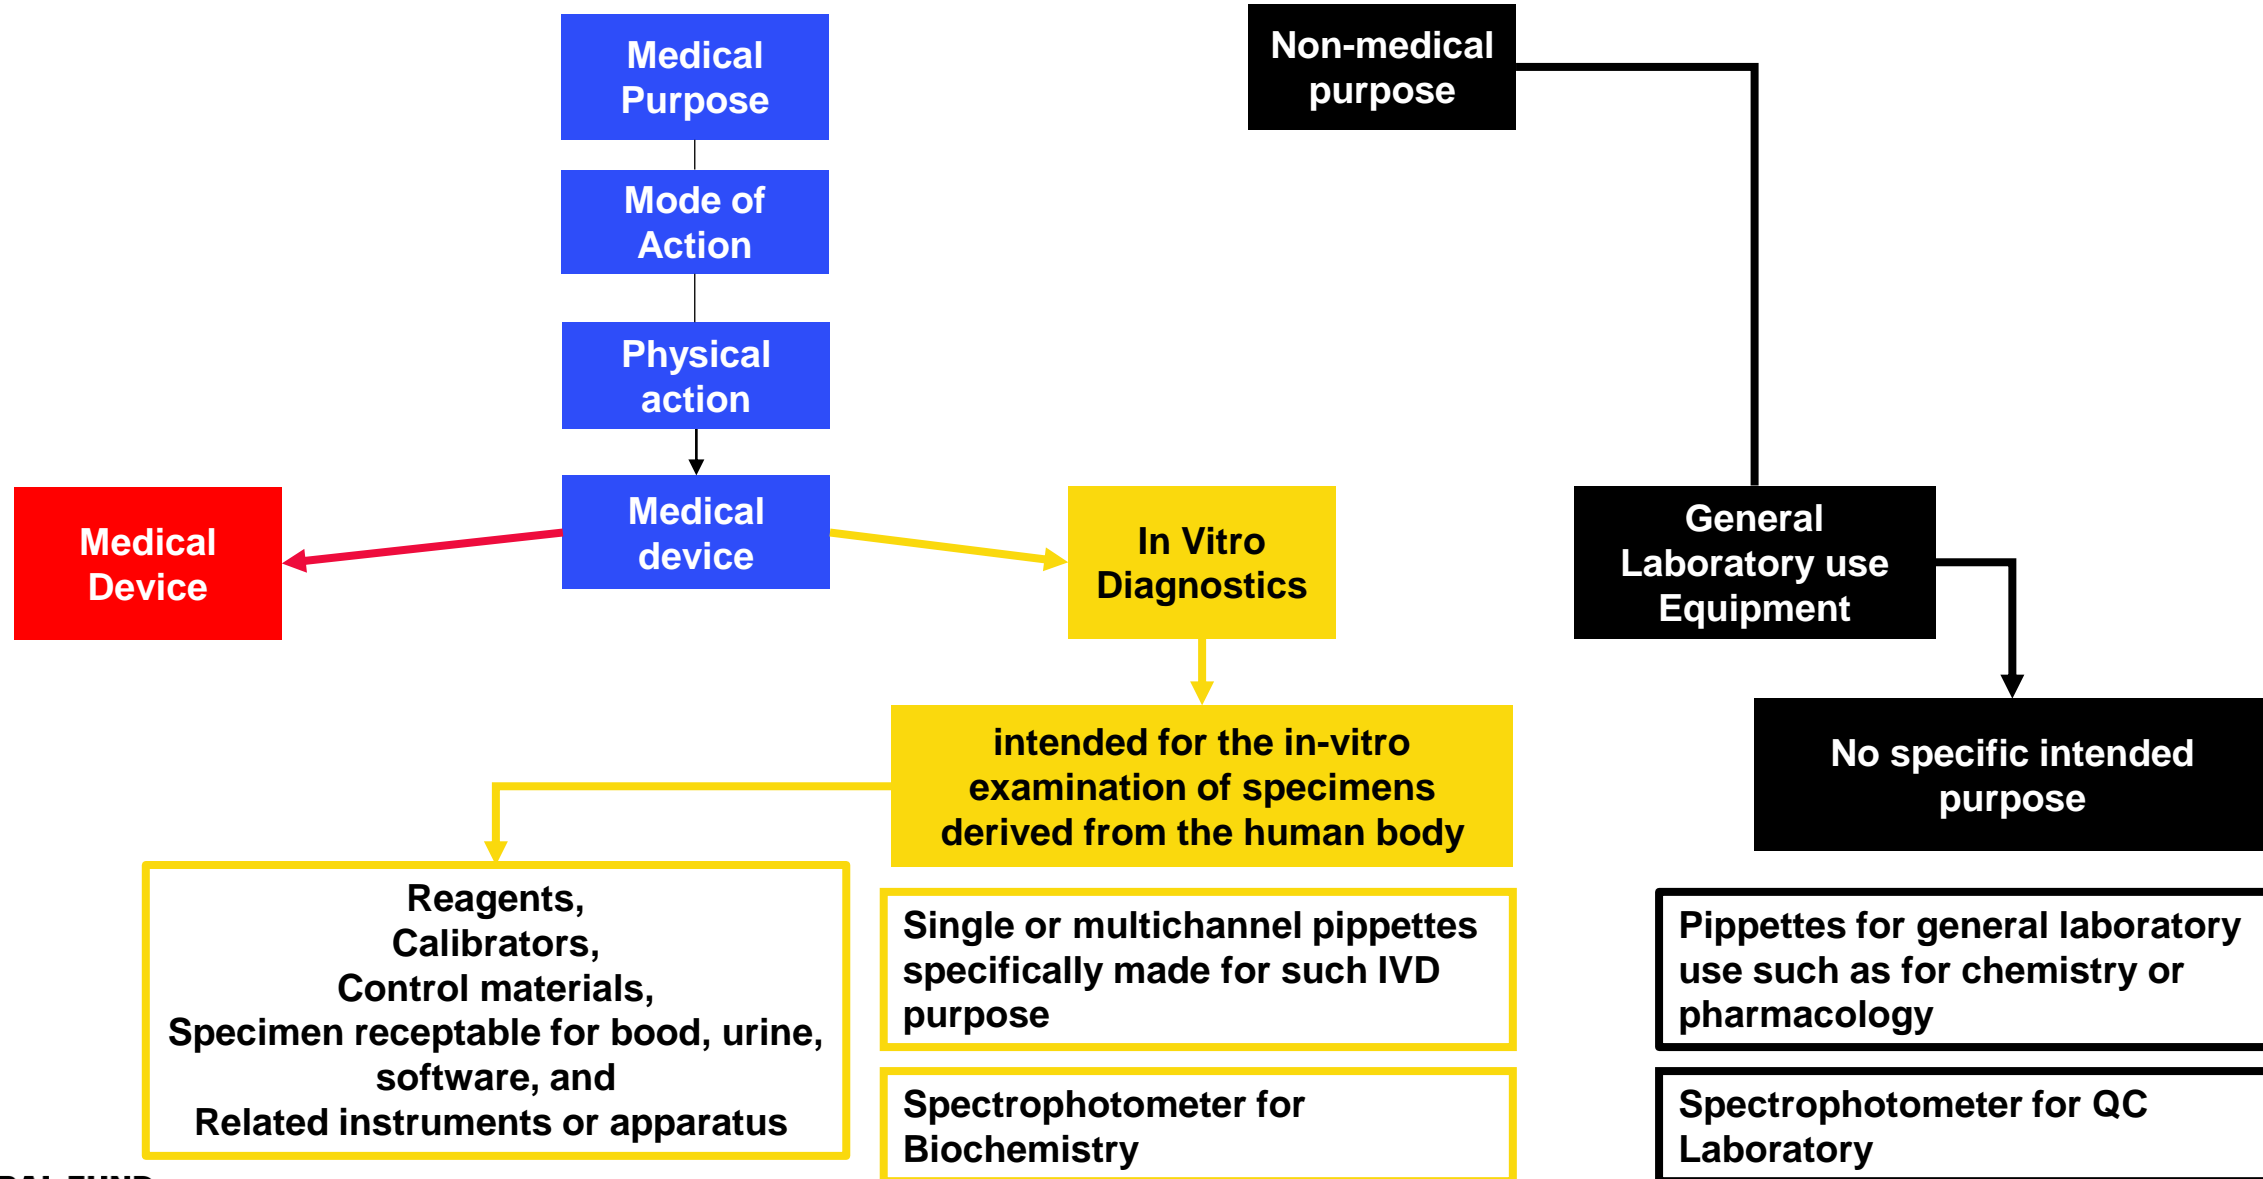 Medical
Purpose
Non-medical
purpose
Mode of
Action
Physical
action
Medical
Device
Medical
device
In Vitro
Diagnostics
General
Laboratory use
Equipment
intended for the in-vitro
examination of specimens
derived from the human body
No specific intended
purpose
Reagents,
Calibrators,
Control materials,
Specimen receptable for bood, urine,
software, and
Related instruments or apparatus
Single or multichannel pippettes
specifically made for such IVD
purpose
Pippettes for general laboratory
use such as for chemistry or
pharmacology
Spectrophotometer for
Biochemistry
Spectrophotometer for QC
Laboratory